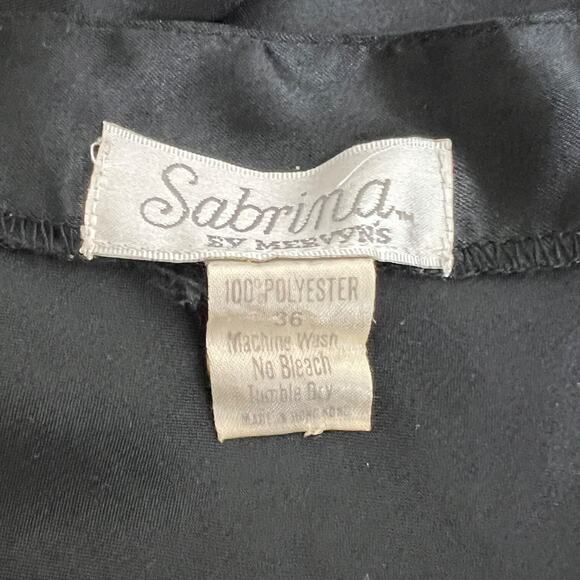 Sabrina™
BY MERVYN'S
100% POLYESTER
36
Machine Wash
No Bleach
Tumble Dry
MADE IN HONG KONG